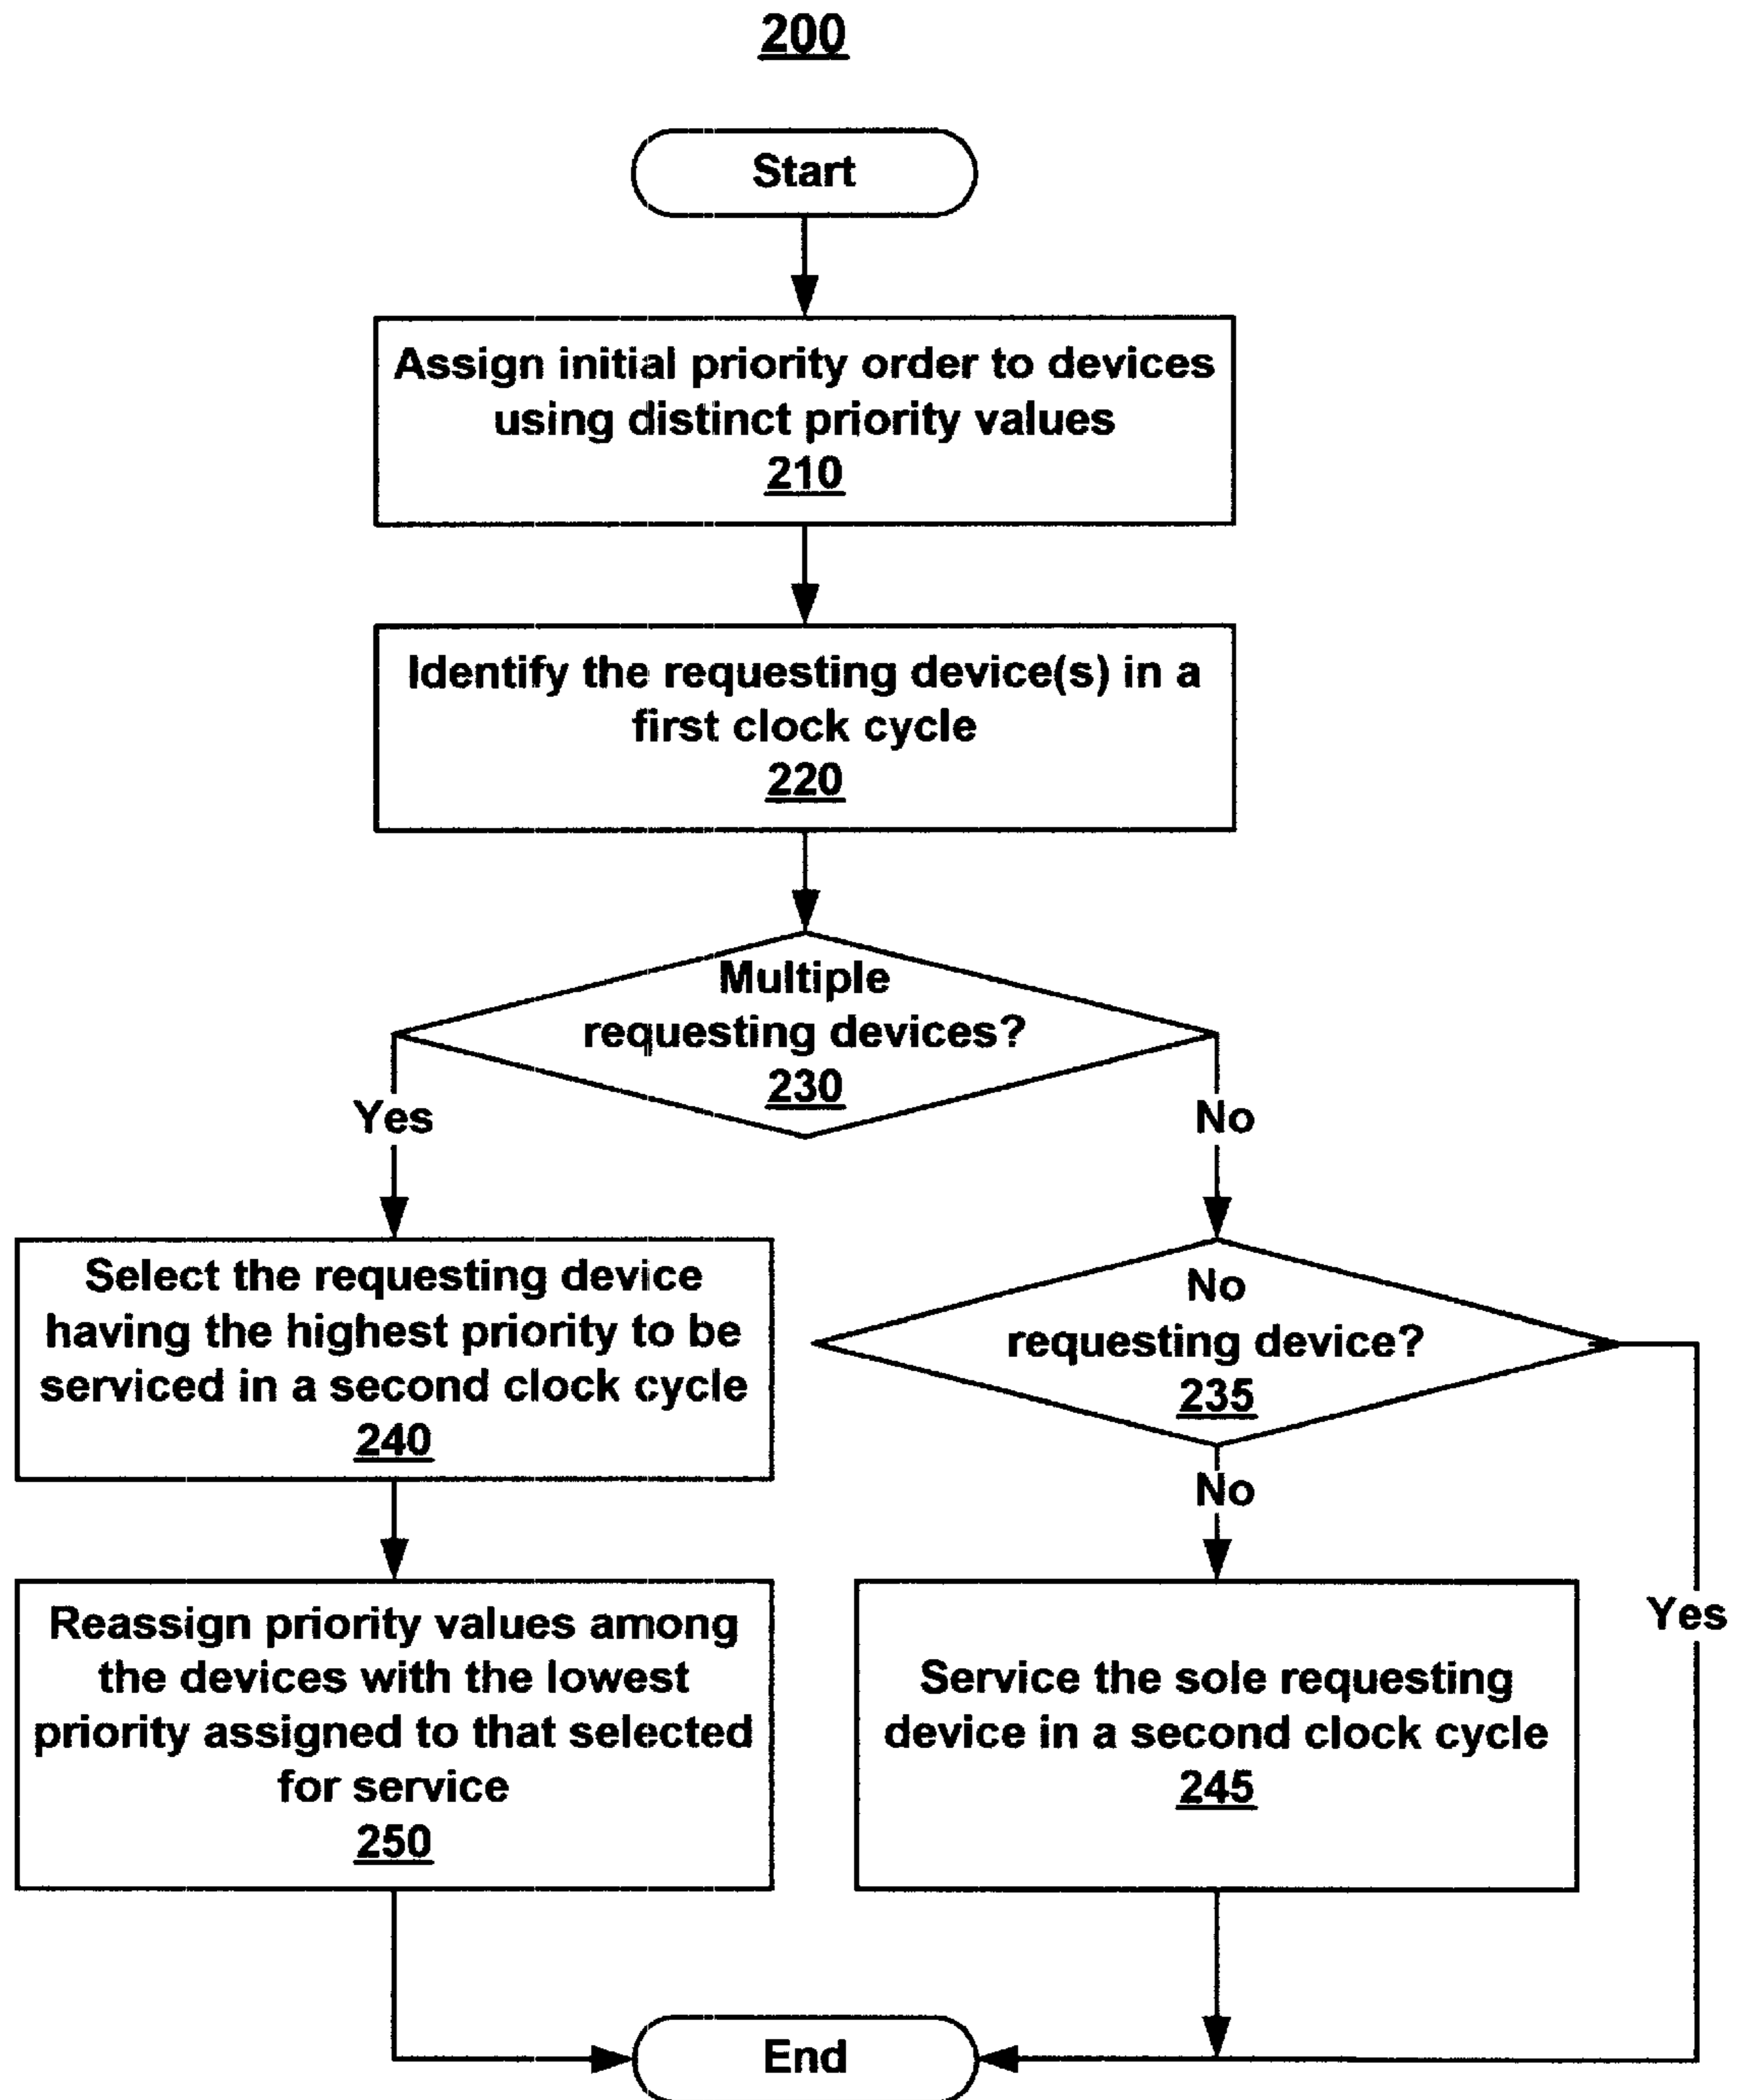 200
Start
Assign initial priority order to devices
using distinct priority values
210
Identify the requesting device(s) in a
first clock cycle
220
Multiple
requesting devices?
230
Yes
No
Select the requesting device
having the highest priority to be
serviced in a second clock cycle
240
No
requesting device?
235
No
Yes
Reassign priority values among
the devices with the lowest
priority assigned to that selected
for service
250
Service the sole requesting
device in a second clock cycle
245
End